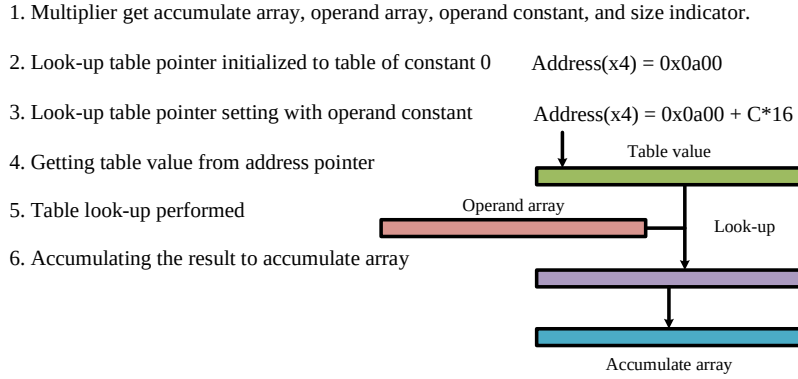 1. Multiplier get accumulate array, operand array, operand constant, and size indicator.
2. Look-up table pointer initialized to table of constant 0 Address(x4) = 0x0a00
3. Look-up table pointer setting with operand constant Address(x4) = 0x0a00 + C*16
4. Getting table value from address pointer
Table value
5. Table look-up performed
Operand array
Look-up
6. Accumulating the result to accumulate array
Accumulate array